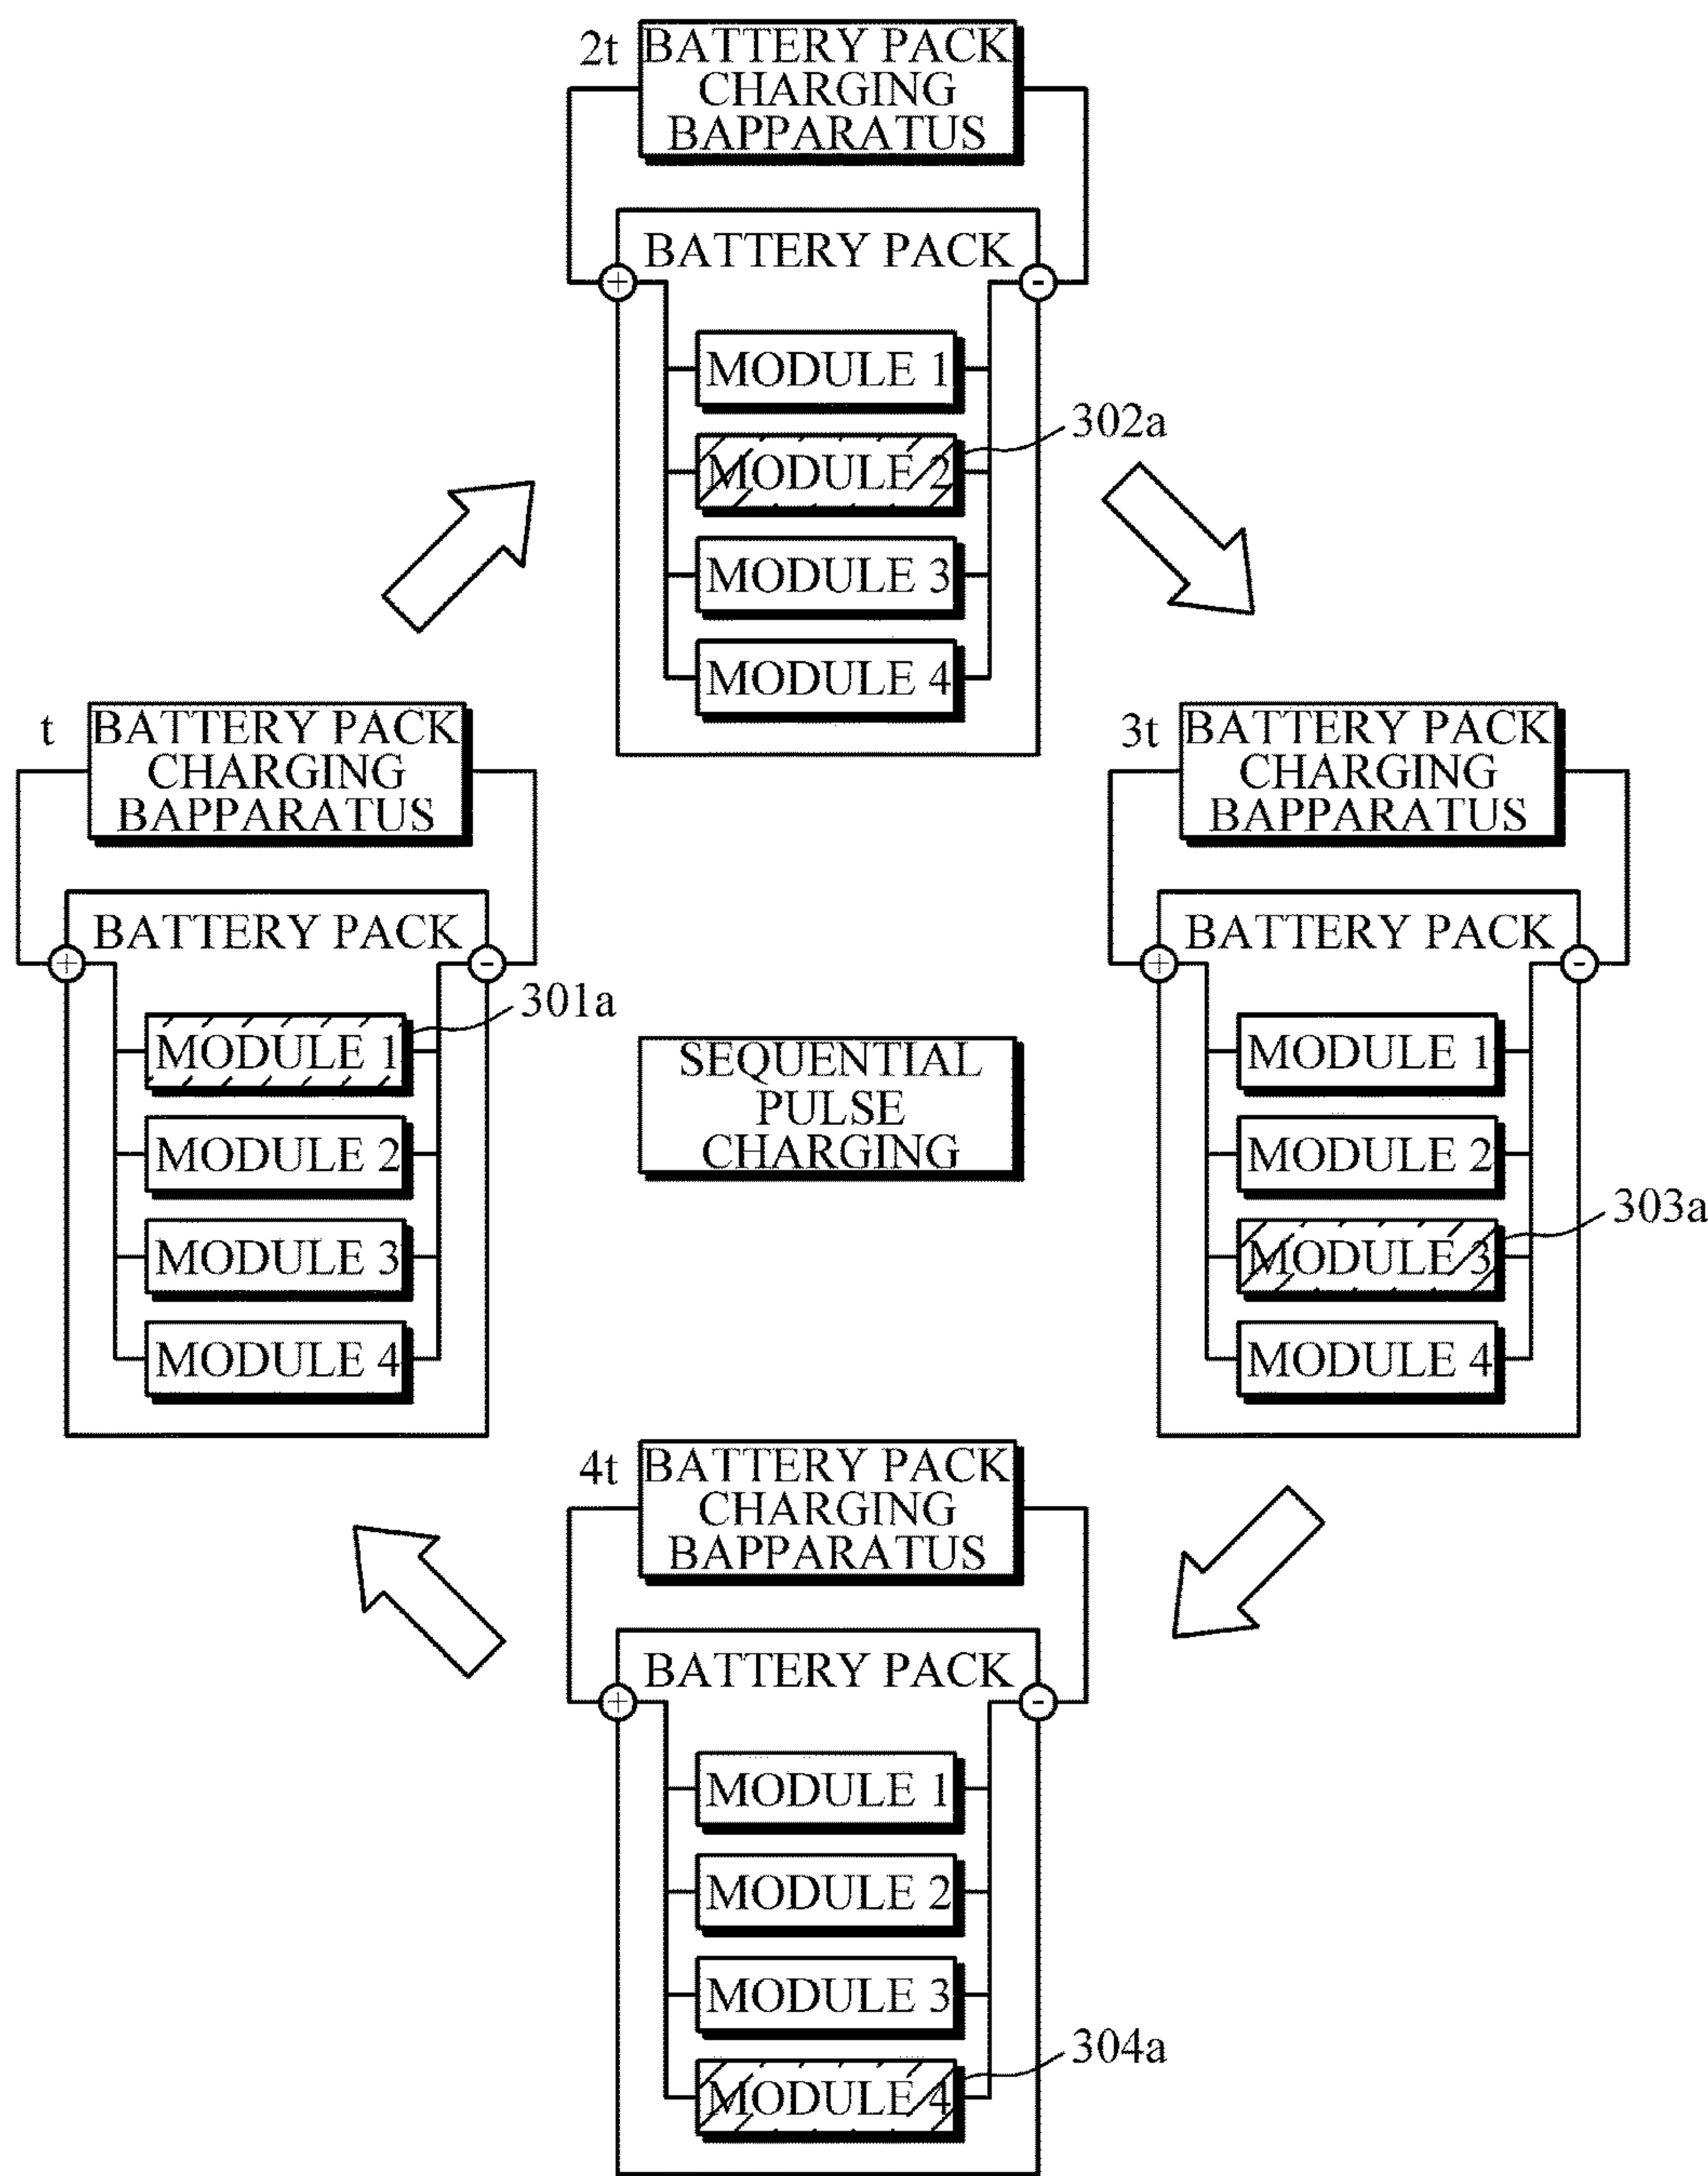 2t
BATTERY PACK
CHARGING
BAPPARATUS
BATTERY PACK
+
-
MODULE 1
MODULE 2
302a
MODULE 3
MODULE 4
t
BATTERY PACK
CHARGING
BAPPARATUS
BATTERY PACK
+
-
MODULE 1
301a
MODULE 2
MODULE 3
MODULE 4
SEQUENTIAL
PULSE
CHARGING
3t
BATTERY PACK
CHARGING
BAPPARATUS
BATTERY PACK
+
-
MODULE 1
MODULE 2
MODULE 3
303a
MODULE 4
4t
BATTERY PACK
CHARGING
BAPPARATUS
BATTERY PACK
+
-
MODULE 1
MODULE 2
MODULE 3
MODULE 4
304a